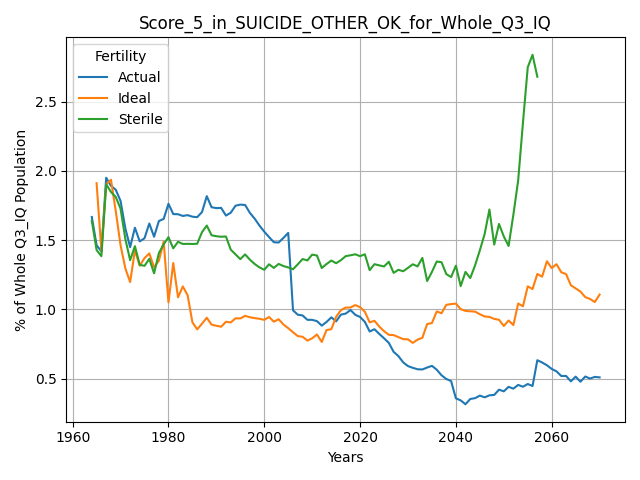 Score_5_in_SUICIDE_OTHER_OK_for_Whole_Q3_IQ
Fertility
Actual
Ideal
Sterile
% of Whole Q3_IQ Population
2.5
2.0
1.5
1.0
0.5
1960 1980 2000 2020 2040 2060
Years